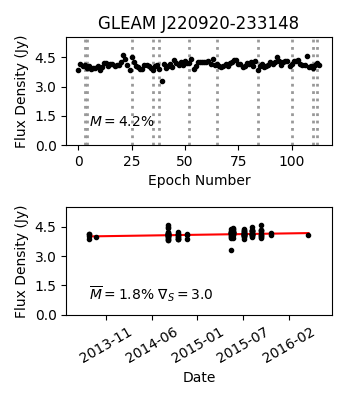 GLEAM J220920-233148
Flux Density (Jy)
4.5
3.0
1.5
0.0
M = 4.2%
0
25
50
75
100
Epoch Number
Flux Density (Jy)
4.5
3.0
1.5
0.0
M̅ = 1.8% ∇S = 3.0
2013-11
2014-06
2015-01
2015-07
2016-02
Date